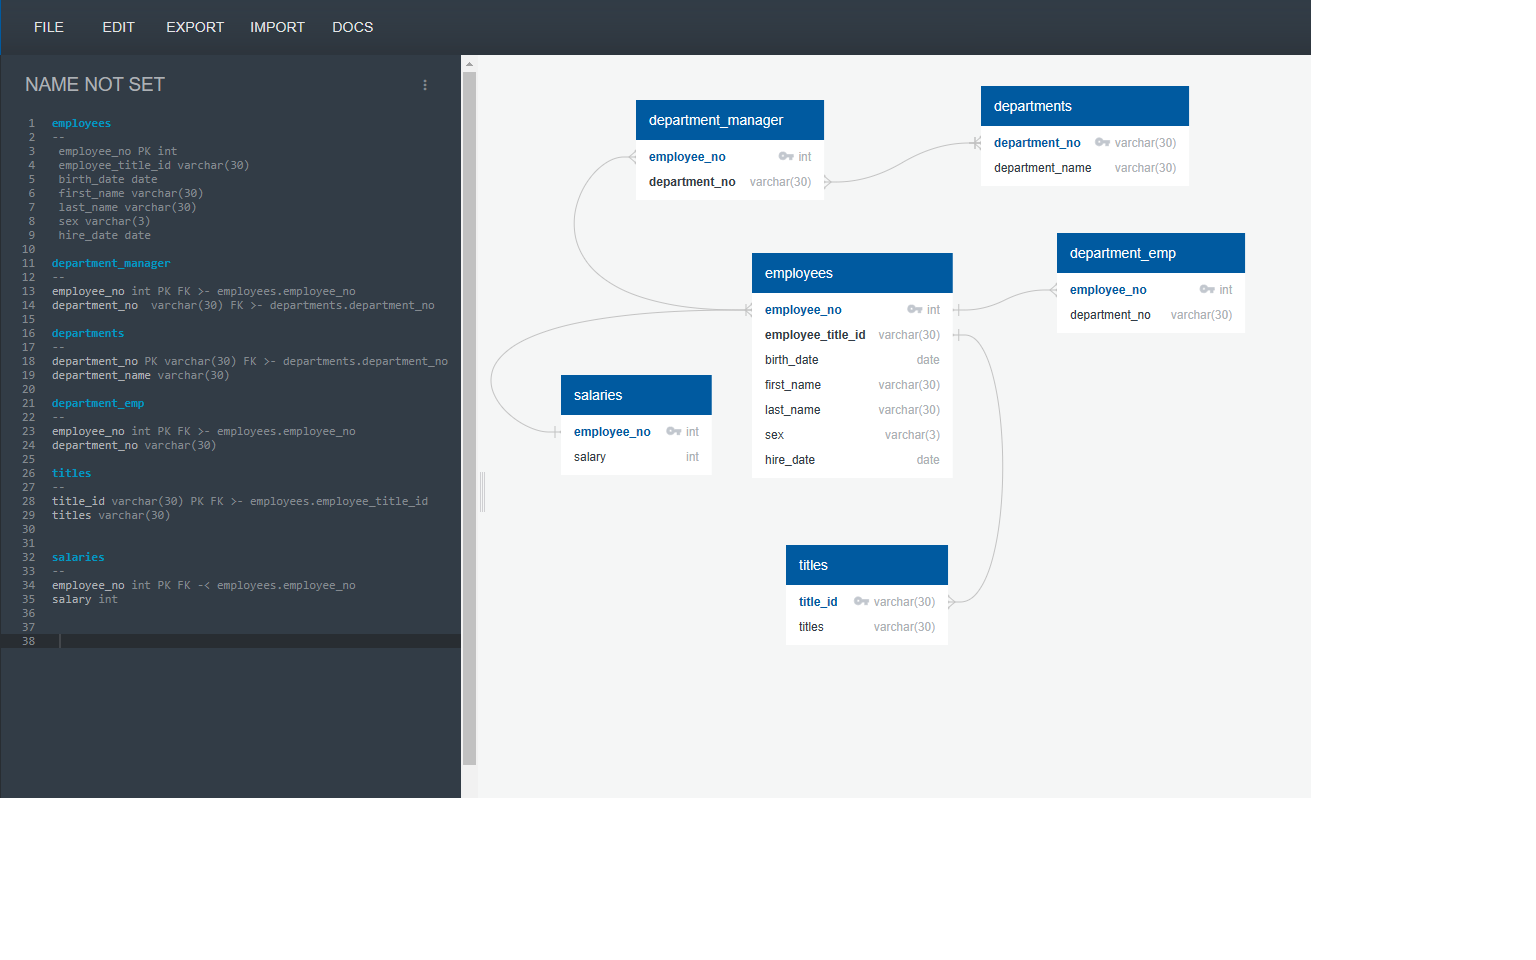 FILE EDIT EXPORT IMPORT DOCS
NAME NOT SET
1 employees
2 --
3 employee_no PK int
4 employee_title_id varchar(30)
5 birth_date date
6 first_name varchar(30)
7 last_name varchar(30)
8 sex varchar(3)
9 hire_date date
10
11 department_manager
12 --
13 employee_no int PK FK >- employees.employee_no
14 department_no  varchar(30) FK >- departments.department_no
15
16 departments
17 --
18 department_no PK varchar(30) FK >- departments.department_no
19 department_name varchar(30)
20
21 department_emp
22 --
23 employee_no int PK FK >- employees.employee_no
24 department_no varchar(30)
25
26 titles
27 --
28 title_id varchar(30) PK FK >- employees.employee_title_id
29 titles varchar(30)
30
31
32 salaries
33 --
34 employee_no int PK FK -< employees.employee_no
35 salary int
36
37
38
department_manager
employee_no int
department_no varchar(30)
departments
department_no varchar(30)
department_name varchar(30)
employees
employee_no int
employee_title_id varchar(30)
birth_date date
first_name varchar(30)
last_name varchar(30)
sex varchar(3)
hire_date date
department_emp
employee_no int
department_no varchar(30)
salaries
employee_no int
salary int
titles
title_id varchar(30)
titles varchar(30)